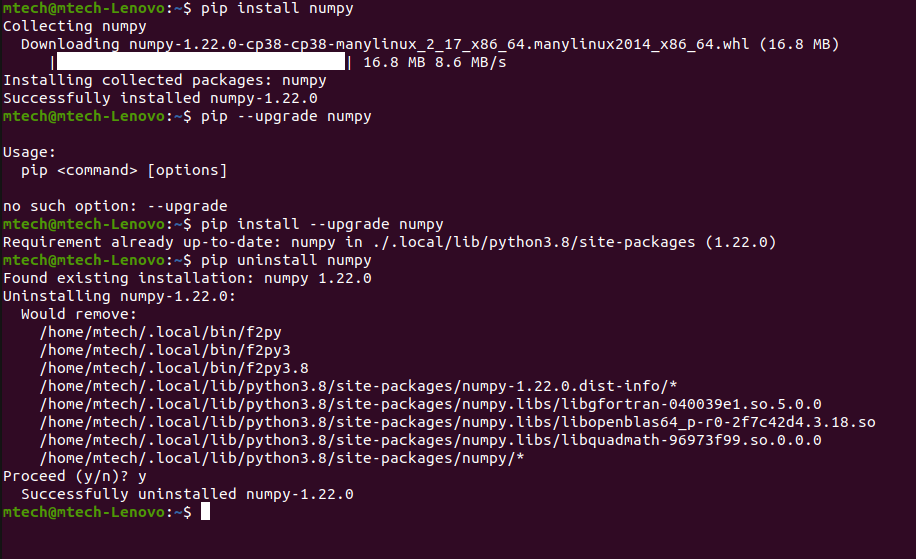 mtech@mtech-Lenovo:~$ pip install numpy
Collecting numpy
  Downloading numpy-1.22.0-cp38-cp38-manylinux_2_17_x86_64.manylinux2014_x86_64.whl (16.8 MB)
     |                                | 16.8 MB 8.6 MB/s
Installing collected packages: numpy
Successfully installed numpy-1.22.0
mtech@mtech-Lenovo:~$ pip --upgrade numpy

Usage:
  pip <command> [options]

no such option: --upgrade
mtech@mtech-Lenovo:~$ pip install --upgrade numpy
Requirement already up-to-date: numpy in ./.local/lib/python3.8/site-packages (1.22.0)
mtech@mtech-Lenovo:~$ pip uninstall numpy
Found existing installation: numpy 1.22.0
Uninstalling numpy-1.22.0:
  Would remove:
    /home/mtech/.local/bin/f2py
    /home/mtech/.local/bin/f2py3
    /home/mtech/.local/bin/f2py3.8
    /home/mtech/.local/lib/python3.8/site-packages/numpy-1.22.0.dist-info/*
    /home/mtech/.local/lib/python3.8/site-packages/numpy.libs/libgfortran-040039e1.so.5.0.0
    /home/mtech/.local/lib/python3.8/site-packages/numpy.libs/libopenblas64_p-r0-2f7c42d4.3.18.so
    /home/mtech/.local/lib/python3.8/site-packages/numpy.libs/libquadmath-96973f99.so.0.0.0
    /home/mtech/.local/lib/python3.8/site-packages/numpy/*
Proceed (y/n)? y
  Successfully uninstalled numpy-1.22.0
mtech@mtech-Lenovo:~$